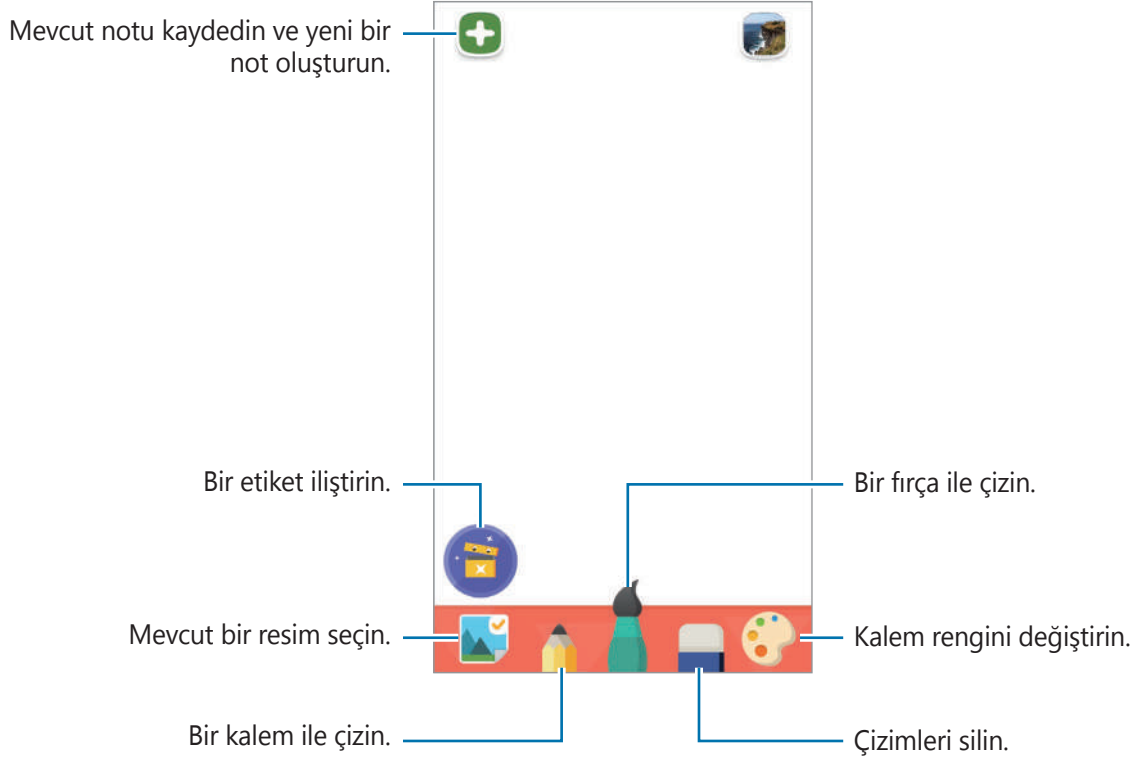 Mevcut notu kaydedin ve yeni bir
not oluşturun.
Bir etiket iliştirin.
Bir fırça ile çizin.
Mevcut bir resim seçin.
Kalem rengini değiştirin.
Bir kalem ile çizin.
Çizimleri silin.